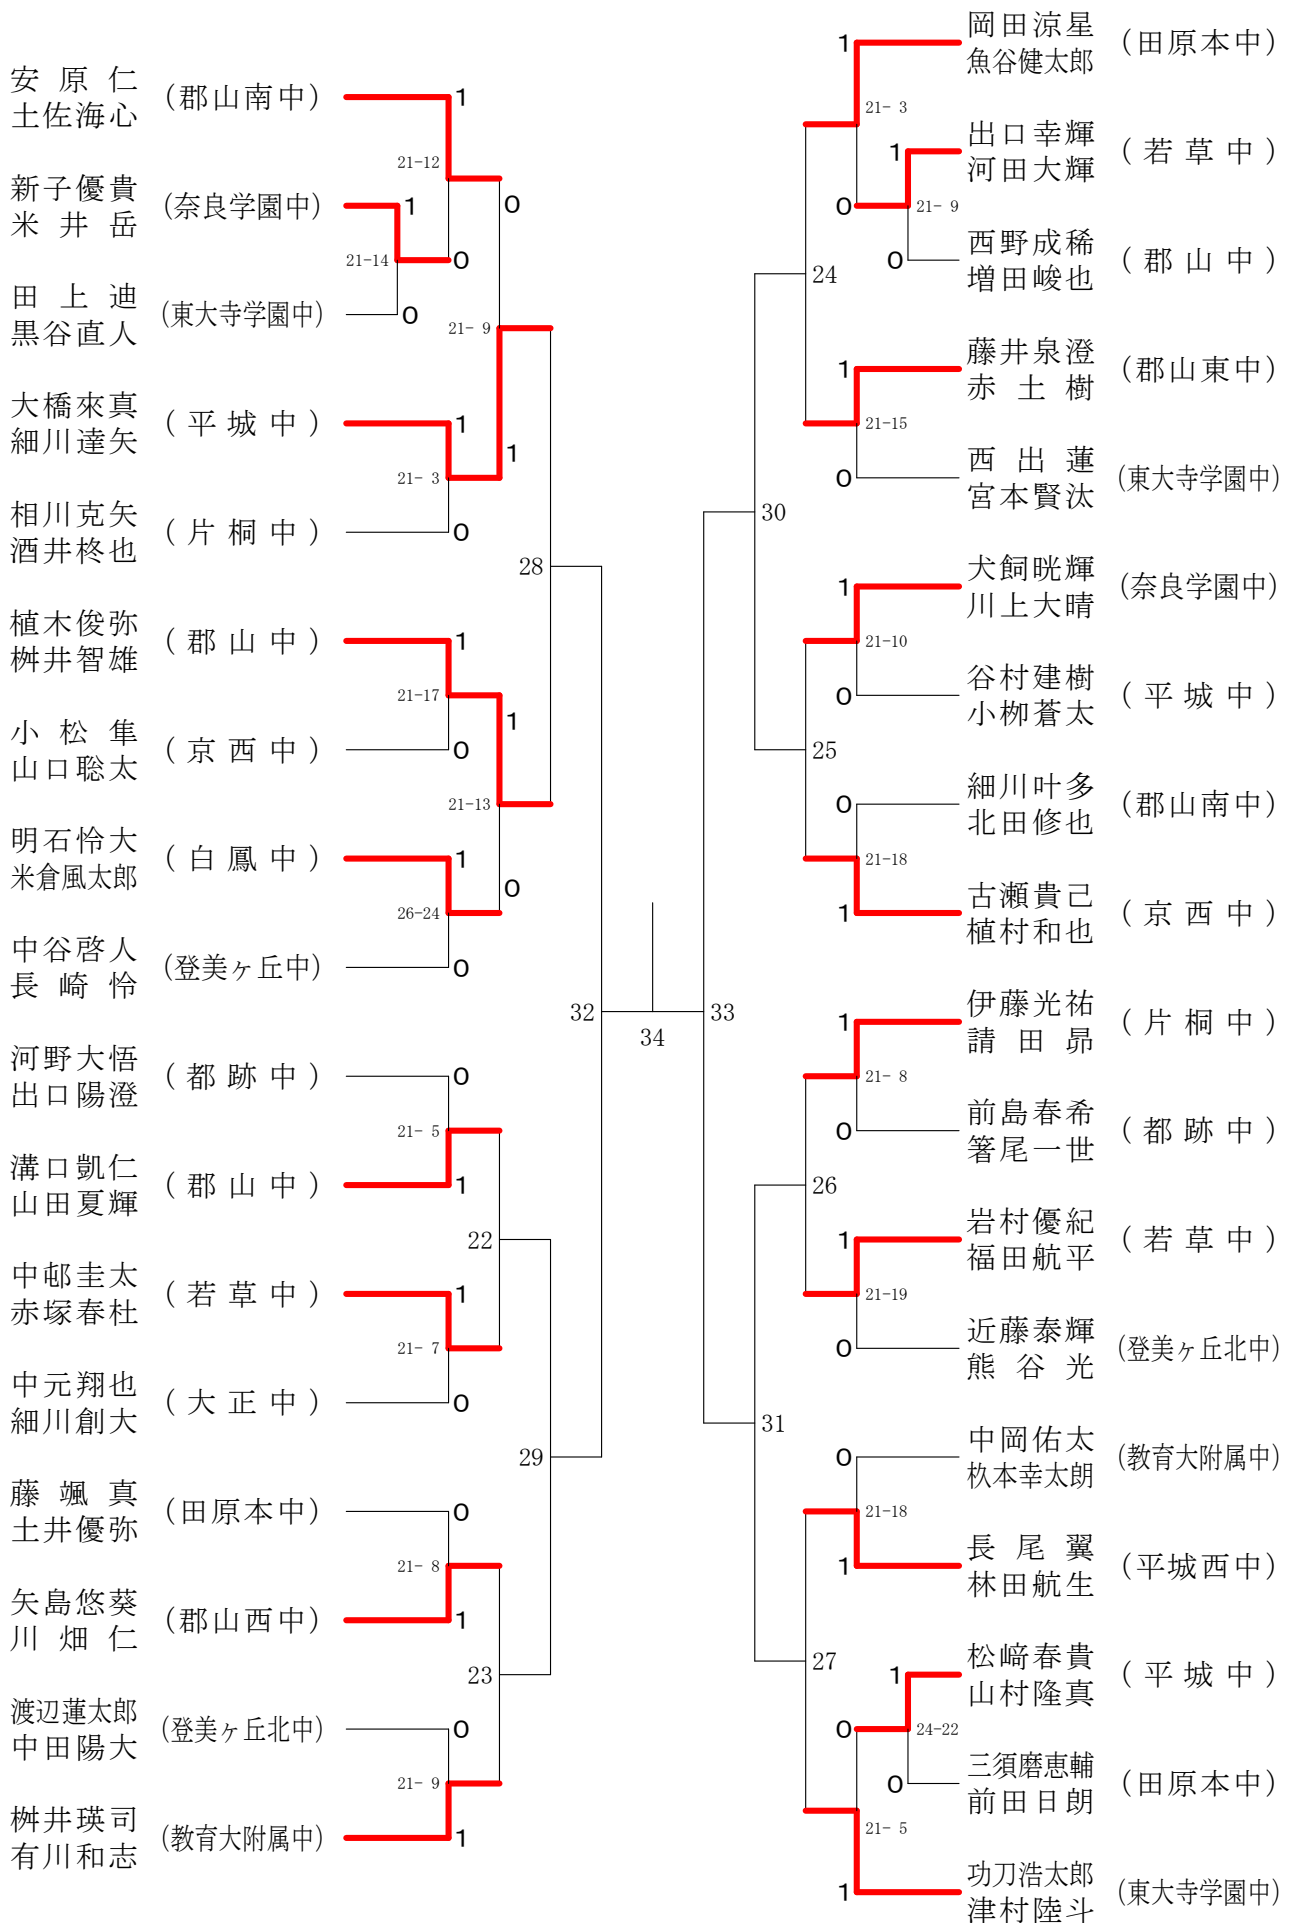 安原仁
土佐海心
(郡山南中)
1
21-12
新子優貴
米井岳
(奈良学園中)
1
0
21-14
0
田上迪
黒谷直人
(東大寺学園中)
0
21- 9
大橋來真
細川達矢
(平城中)
1
1
21- 3
相川克矢
酒井柊也
(片桐中)
0
28
植木俊弥
桝井智雄
(郡山中)
1
21-17
1
小松隼
山口聡太
(京西中)
0
21-13
明石怜大
米倉風太郎
(白鳳中)
1
0
26-24
中谷啓人
長崎怜
(登美ヶ丘中)
0
32
河野大悟
出口陽澄
(都跡中)
0
21- 5
溝口凱仁
山田夏輝
(郡山中)
1
22
中邨圭太
赤塚春杜
(若草中)
1
21- 7
中元翔也
細川創大
(大正中)
0
29
藤颯真
土井優弥
(田原本中)
0
21- 8
矢島悠葵
川畑仁
(郡山西中)
1
23
渡辺蓮太郎
中田陽大
(登美ヶ丘北中)
0
21- 9
桝井瑛司
有川和志
(教育大附属中)
1
34
1
岡田涼星
魚谷健太郎
(田原本中)
21- 3
1
出口幸輝
河田大輝
(若草中)
0
21- 9
0
西野成稀
増田峻也
(郡山中)
24
1
藤井泉澄
赤土樹
(郡山東中)
21-15
0
西出蓮
宮本賢汰
(東大寺学園中)
30
1
犬飼晄輝
川上大晴
(奈良学園中)
21-10
0
谷村建樹
小栁蒼太
(平城中)
25
0
細川叶多
北田修也
(郡山南中)
21-18
1
古瀬貴己
植村和也
(京西中)
33
1
伊藤光祐
請田昴
(片桐中)
21- 8
0
前島春希
箸尾一世
(都跡中)
26
1
岩村優紀
福田航平
(若草中)
21-19
0
近藤泰輝
熊谷光
(登美ヶ丘北中)
31
0
中岡佑太
杁本幸太朗
(教育大附属中)
21-18
1
長尾翼
林田航生
(平城西中)
27
1
松﨑春貴
山村隆真
(平城中)
0
24-22
0
三須磨恵輔
前田日朗
(田原本中)
21- 5
1
功刀浩太郎
津村陸斗
(東大寺学園中)